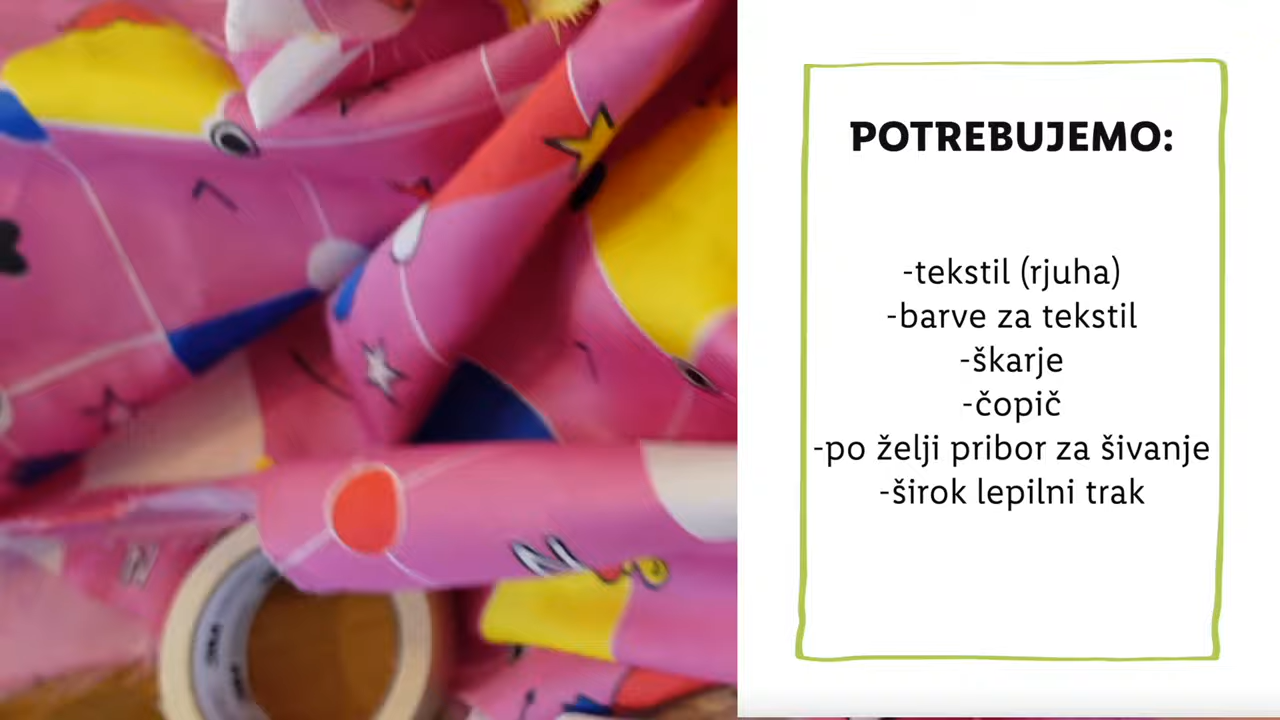 POTREBUJEMO:
-tekstil (rjuha)
-barve za tekstil
-škarje
-čopič
-po želji pribor za šivanje
-širok lepilni trak